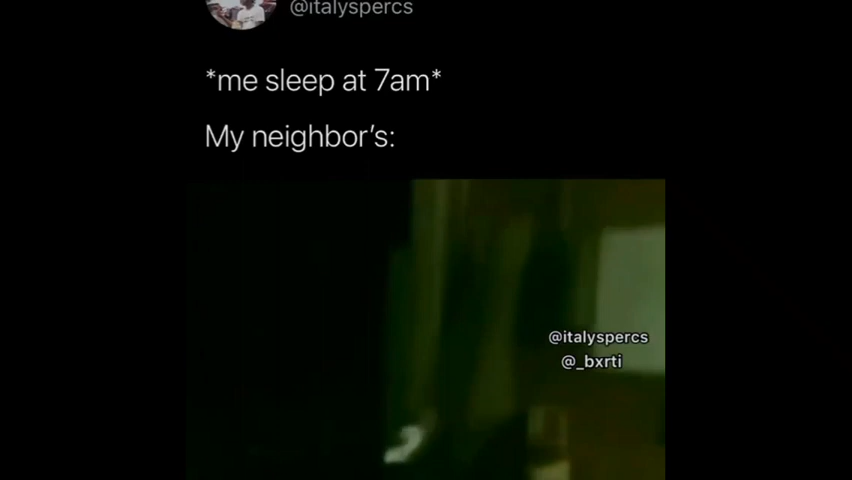 @italyspercs
*me sleep at 7am*
My neighbor's:
@italyspercs
@_bxrti